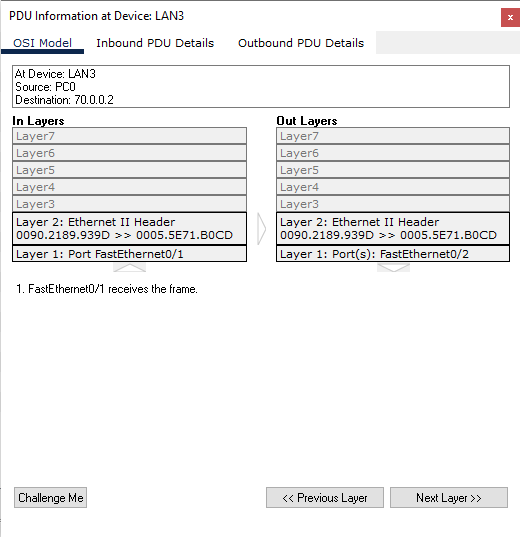 PDU Information at Device: LAN3
x
OSI Model Inbound PDU Details Outbound PDU Details
At Device: LAN3
Source: PC0
Destination: 70.0.0.2
In Layers
Layer7
Layer6
Layer5
Layer4
Layer3
Layer 2: Ethernet II Header
0090.2189.939D >> 0005.5E71.B0CD
Layer 1: Port FastEthernet0/1
Out Layers
Layer7
Layer6
Layer5
Layer4
Layer3
Layer 2: Ethernet II Header
0090.2189.939D >> 0005.5E71.B0CD
Layer 1: Port(s): FastEthernet0/2
1. FastEthernet0/1 receives the frame.
Challenge Me
<< Previous Layer
Next Layer >>